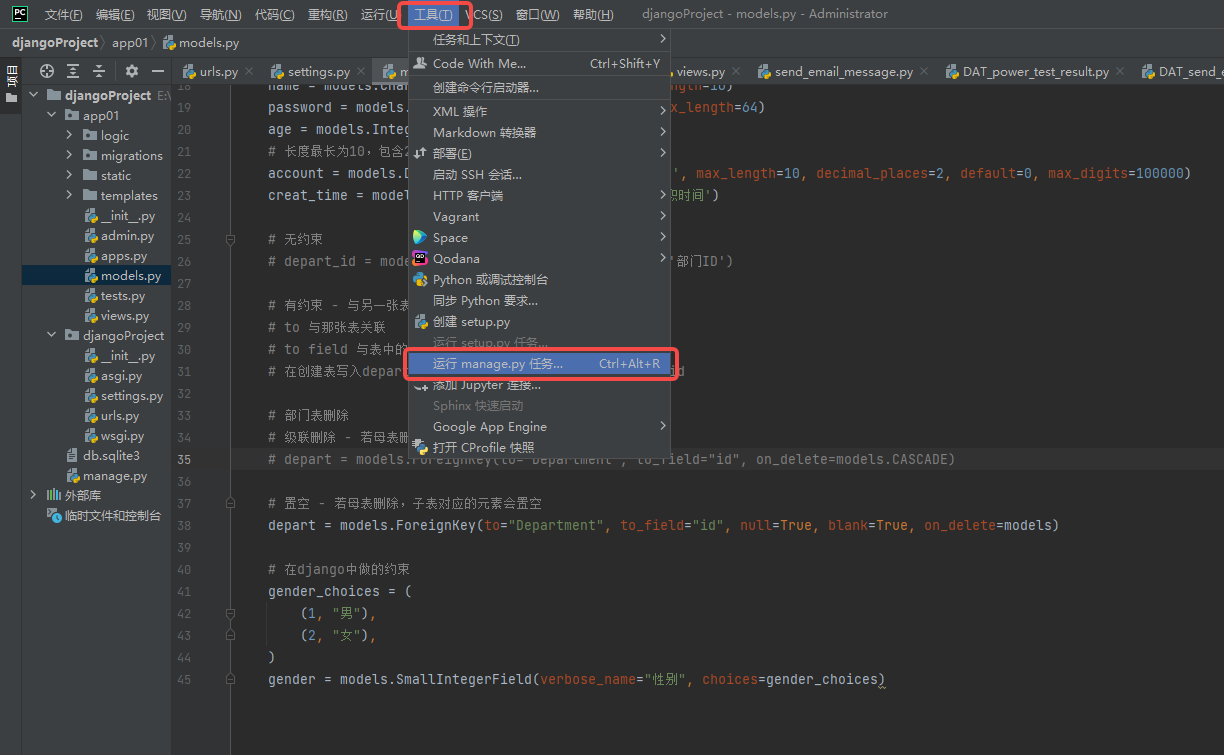 PC 文件(F) 编辑(E) 视图(V) 导航(N) 代码(C) 重构(R) 运行(U) 工具(T) VCS(S) 窗口(W) 帮助(H) djangoProject - models.py - Administrator
djangoProject app01 models.py
项目
urls.py settings.py views.py send_email_message.py DAT_power_test_result.py DAT_send_e
djangoProject E:\
app01
logic
migrations
static
templates
__init__.py
admin.py
apps.py
models.py
tests.py
views.py
djangoProject
__init__.py
asgi.py
settings.py
urls.py
wsgi.py
db.sqlite3
manage.py
外部库
临时文件和控制台
任务和上下文(T)
Code With Me... Ctrl+Shift+Y
创建命令行启动器...
XML 操作
Markdown 转换器
部署(E)
启动 SSH 会话...
HTTP 客户端
Vagrant
Space
Qodana
Python 或调试控制台
同步 Python 要求...
创建 setup.py
运行 setup.py 任务...
运行 manage.py 任务... Ctrl+Alt+R
添加 Jupyter 连接...
Sphinx 快速启动
Google App Engine
打开 CProfile 快照
18 name = models.Char ngth=16)
19 password = models. x_length=64)
20 age = models.Integ
21 # 长度最长为10，包含2
22 account = models.D ', max_length=10, decimal_places=2, default=0, max_digits=100000)
23 creat_time = model 时间')
24
25 # 无约束
26 # depart_id = mode '部门ID')
27
28 # 有约束 - 与另一张表
29 # to 与那张表关联
30 # to field 与表中的
31 # 在创建表写入depar id
32
33 # 部门表删除
34 # 级联删除 - 若母表删
35 # depart = models.ForeignKey(to="Department", to_field="id", on_delete=models.CASCADE)
36
37 # 置空 - 若母表删除，子表对应的元素会置空
38 depart = models.ForeignKey(to="Department", to_field="id", null=True, blank=True, on_delete=models)
39
40 # 在django中做的约束
41 gender_choices = (
42 (1, "男"),
43 (2, "女"),
44 )
45 gender = models.SmallIntegerField(verbose_name="性别", choices=gender_choices)